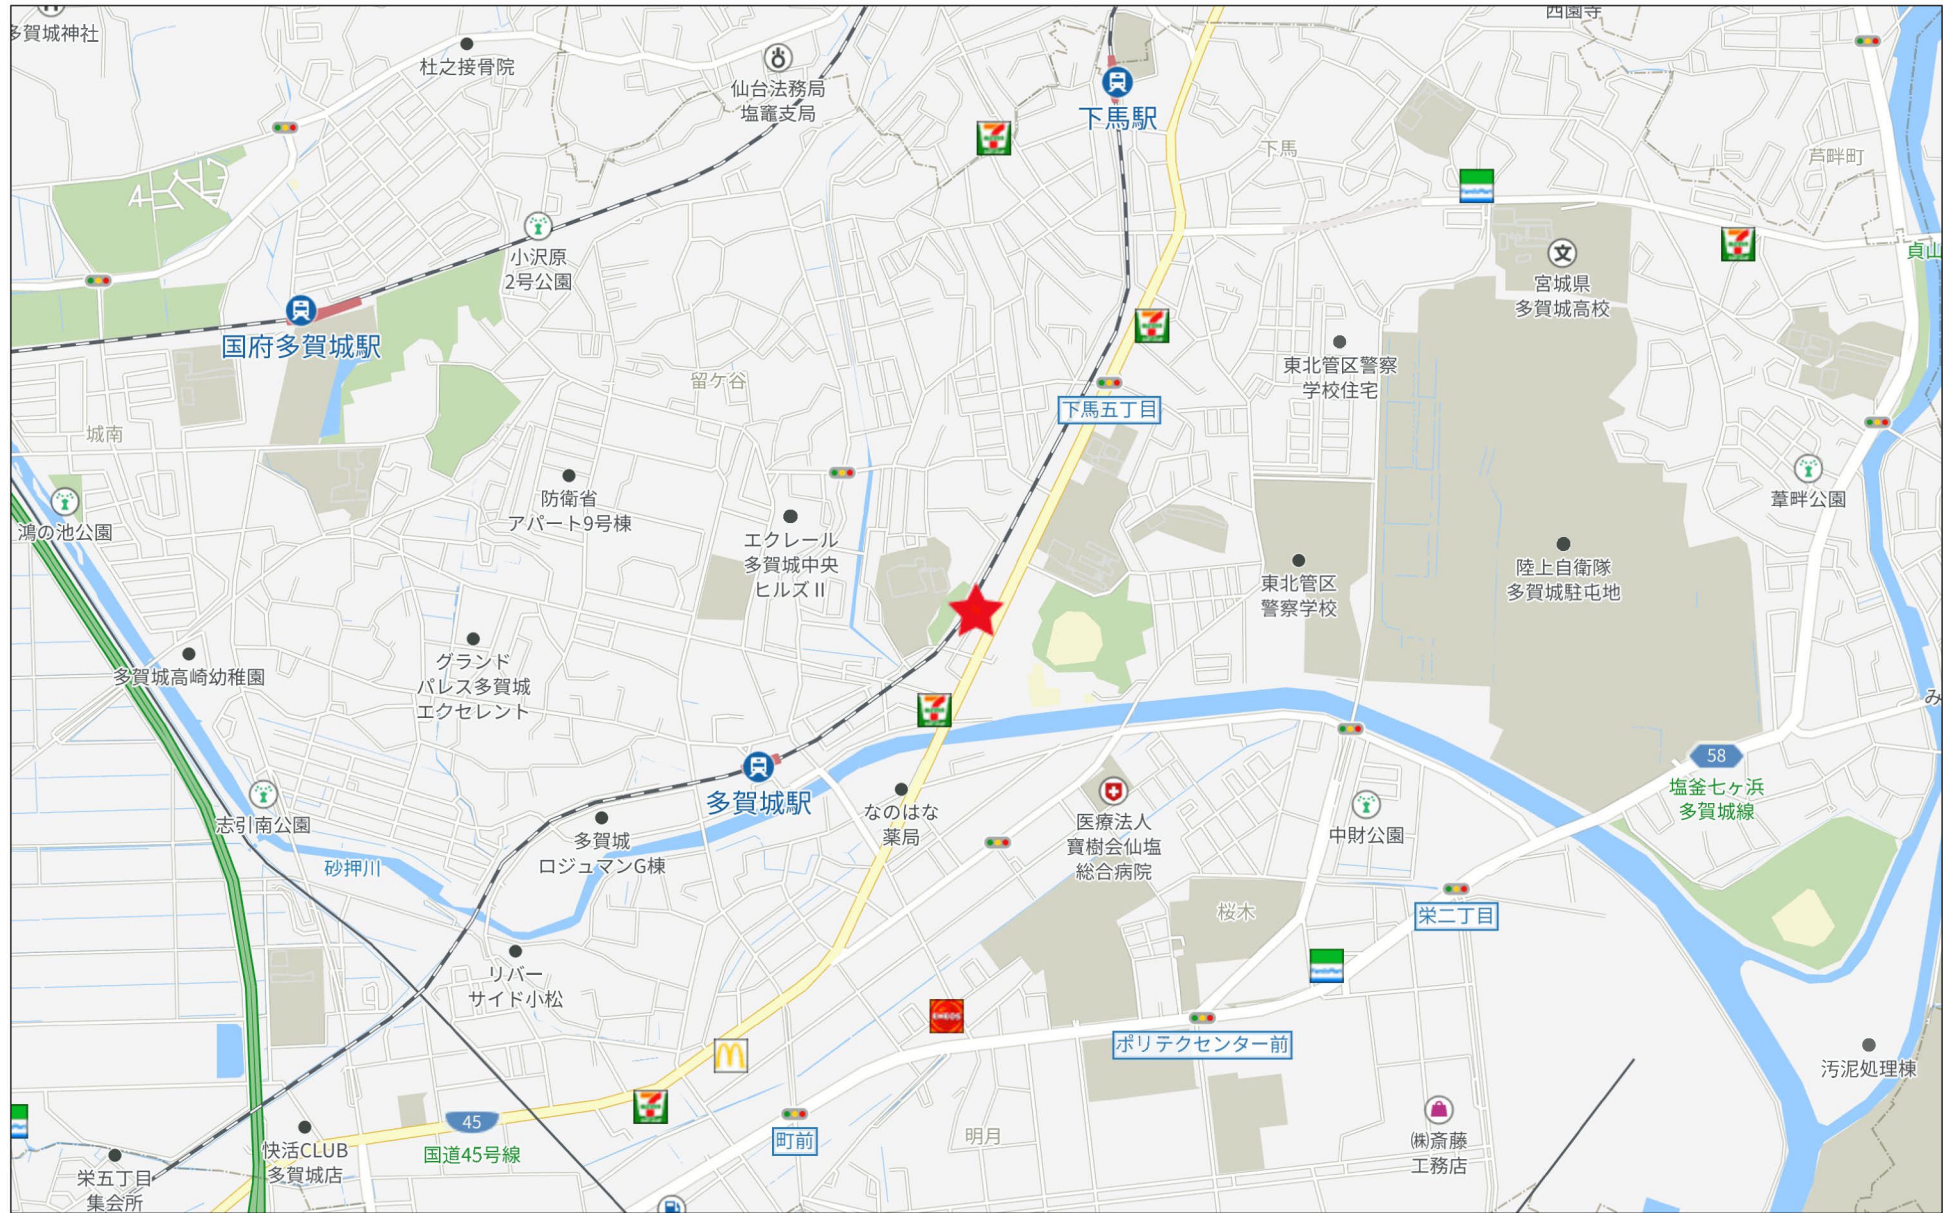 多賀城神社
杜之接骨院
仙台法務局
塩竈支局
西園寺
下馬駅
下馬
芦畔町
小沢原
2号公園
貞山
宮城県
多賀城高校
FamilyMart
国府多賀城駅
東北管区警察
学校住宅
留ケ谷
下馬五丁目
城南
鴻の池公園
防衛省
アパート9号棟
エクレール
多賀城中央
ヒルズⅡ
葦畔公園
東北管区
警察学校
陸上自衛隊
多賀城駐屯地
多賀城高崎幼稚園
グランド
パレス多賀城
エクセレント
み
58
塩釜七ヶ浜
多賀城線
多賀城駅
なのはな
薬局
志引南公園
多賀城
ロジュマンG棟
医療法人
寶樹会仙塩
総合病院
中財公園
砂押川
桜木
栄二丁目
リバー
サイド小松
FamilyMart
ENEOS
ポリテクセンター前
汚泥処理棟
45
国道45号線
町前
明月
㈱斎藤
工務店
快活CLUB
多賀城店
栄五丁目
集会所